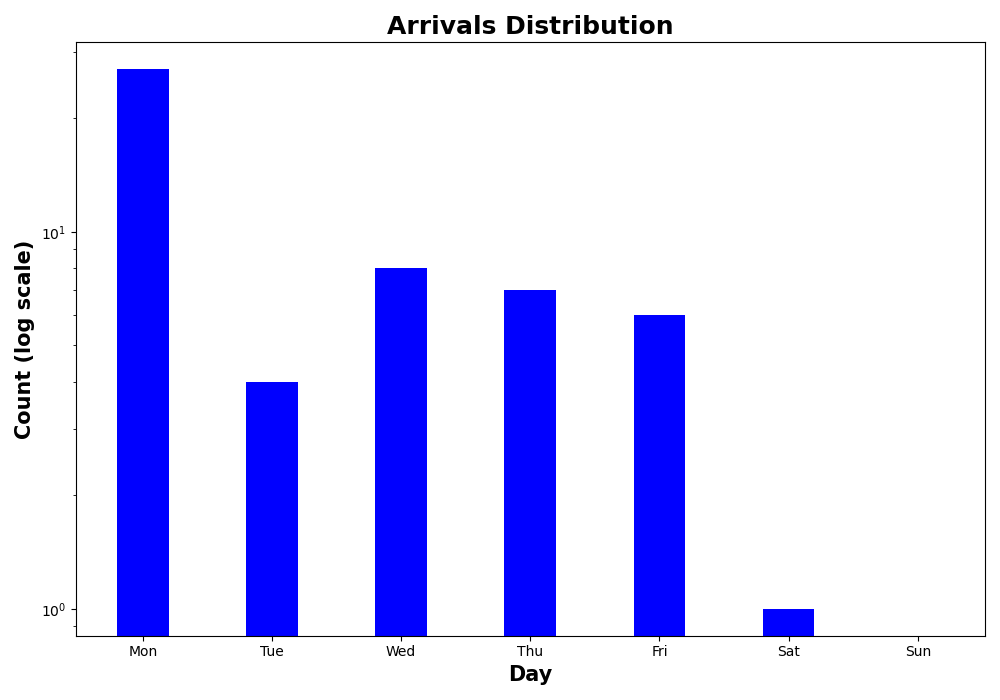 Arrivals Distribution
Count (log scale)
10¹
10⁰
Mon Tue Wed Thu Fri Sat Sun
Day